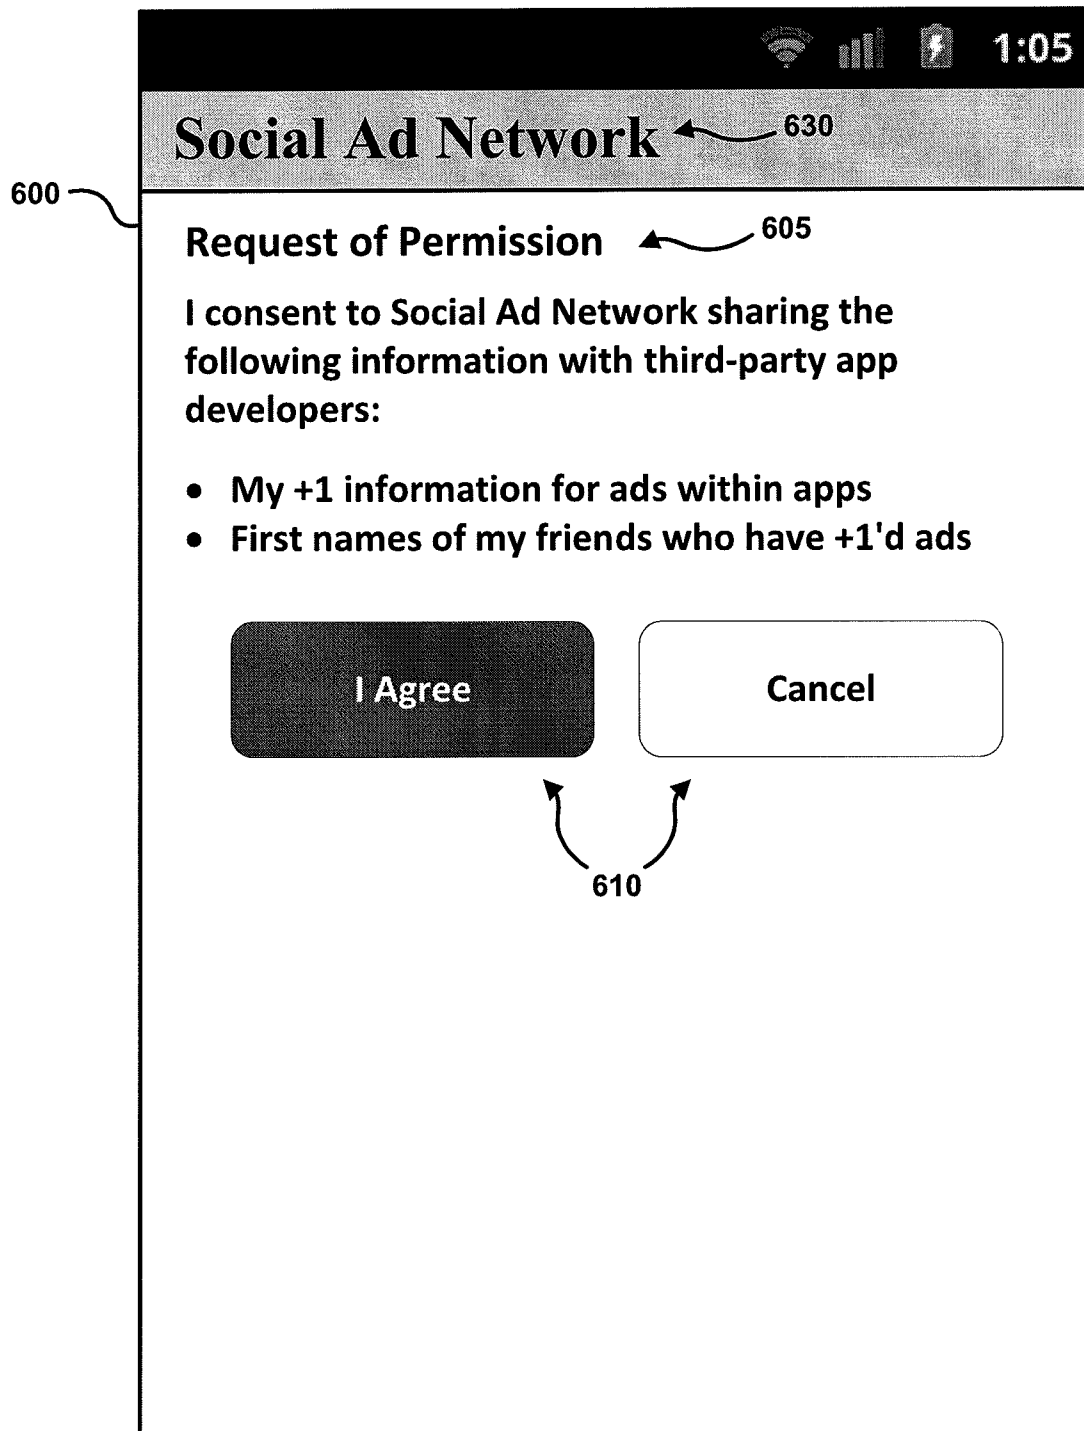 1:05
Social Ad Network
630
600
Request of Permission
605
I consent to Social Ad Network sharing the
following information with third-party app
developers:
• My +1 information for ads within apps
• First names of my friends who have +1'd ads
I Agree
Cancel
610